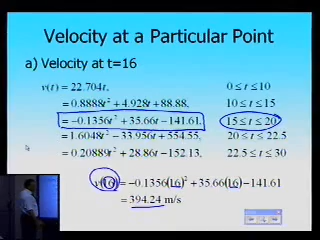 Velocity at a Particular Point
a) Velocity at t=16
v(t) = 22.704t, 0 ≤ t ≤ 10
= 0.8888t² + 4.928t + 88.88, 10 ≤ t ≤ 15
= −0.1356t² + 35.66t − 141.61, 15 ≤ t ≤ 20
= 1.6048t² − 33.956t + 554.55, 20 ≤ t ≤ 22.5
= 0.20889t² + 28.86t − 152.13, 22.5 ≤ t ≤ 30
v(16) = −0.1356(16)² + 35.66(16) − 141.61
= 394.24 m/s